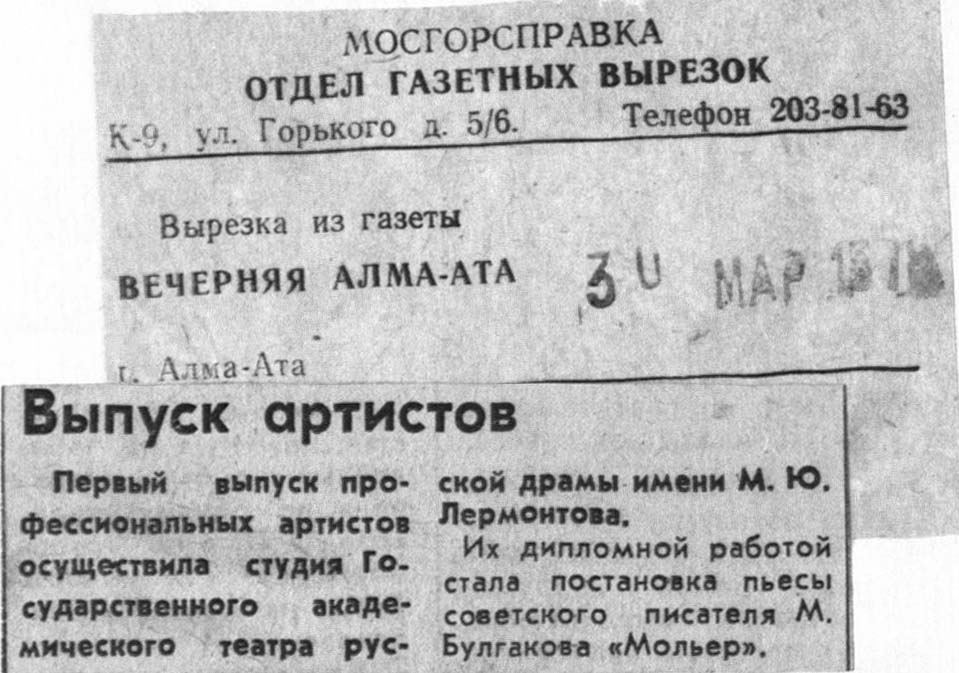 МОСГОРСПРАВКА
ОТДЕЛ ГАЗЕТНЫХ ВЫРЕЗОК
К-9, ул. Горького д. 5/6. Телефон 203-81-63
Вырезка из газеты
ВЕЧЕРНЯЯ АЛМА-АТА
МАР
г. Алма-Ата
Выпуск артистов
Первый выпуск про-
фессиональных артистов
осуществила студия Го-
сударственного акаде-
мического театра рус-
ской драмы имени М. Ю.
Лермонтова.
Их дипломной работой
стала постановка пьесы
советского писателя М.
Булгакова «Мольер».